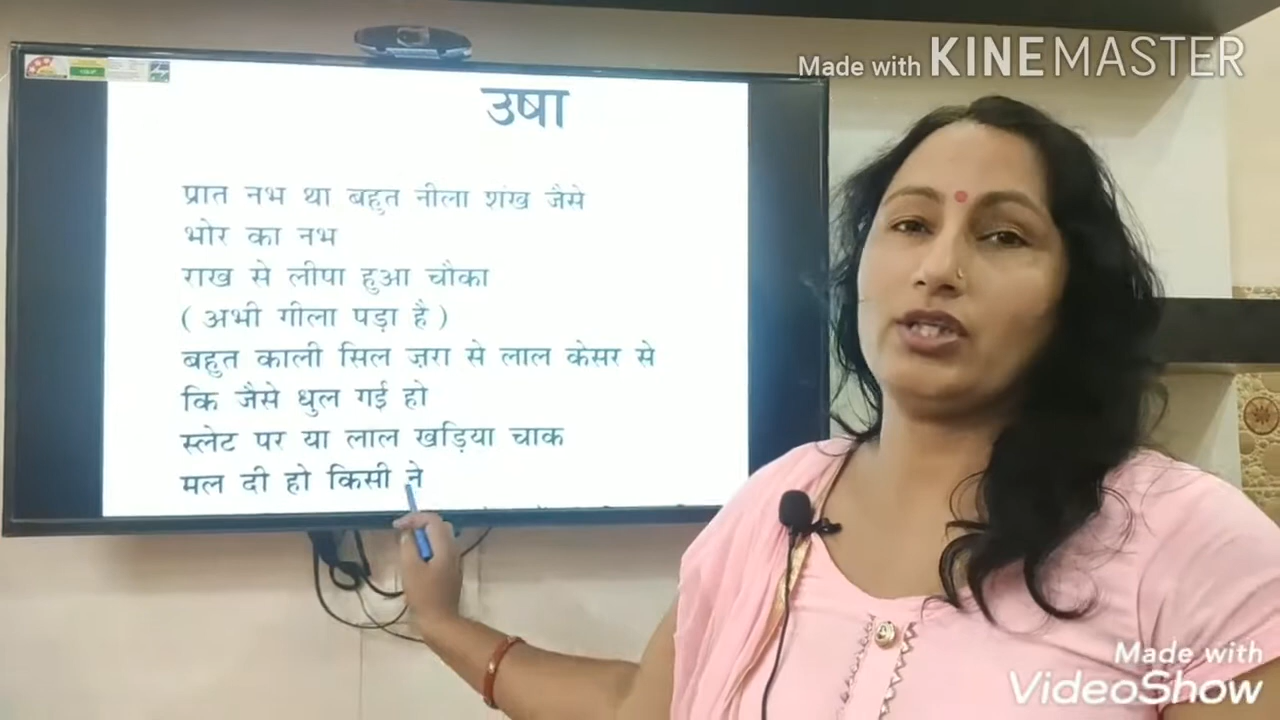 Made with KINEMASTER
उषा
प्रात नभ था बहुत नीला शंख जैसे
भोर का नभ
राख से लीपा हुआ चौका
( अभी गीला पड़ा है )
बहुत काली सिल ज़रा से लाल केसर से
कि जैसे धुल गई हो
स्लेट पर या लाल खड़िया चाक
मल दी हो किसी ने
Made with
VideoShow